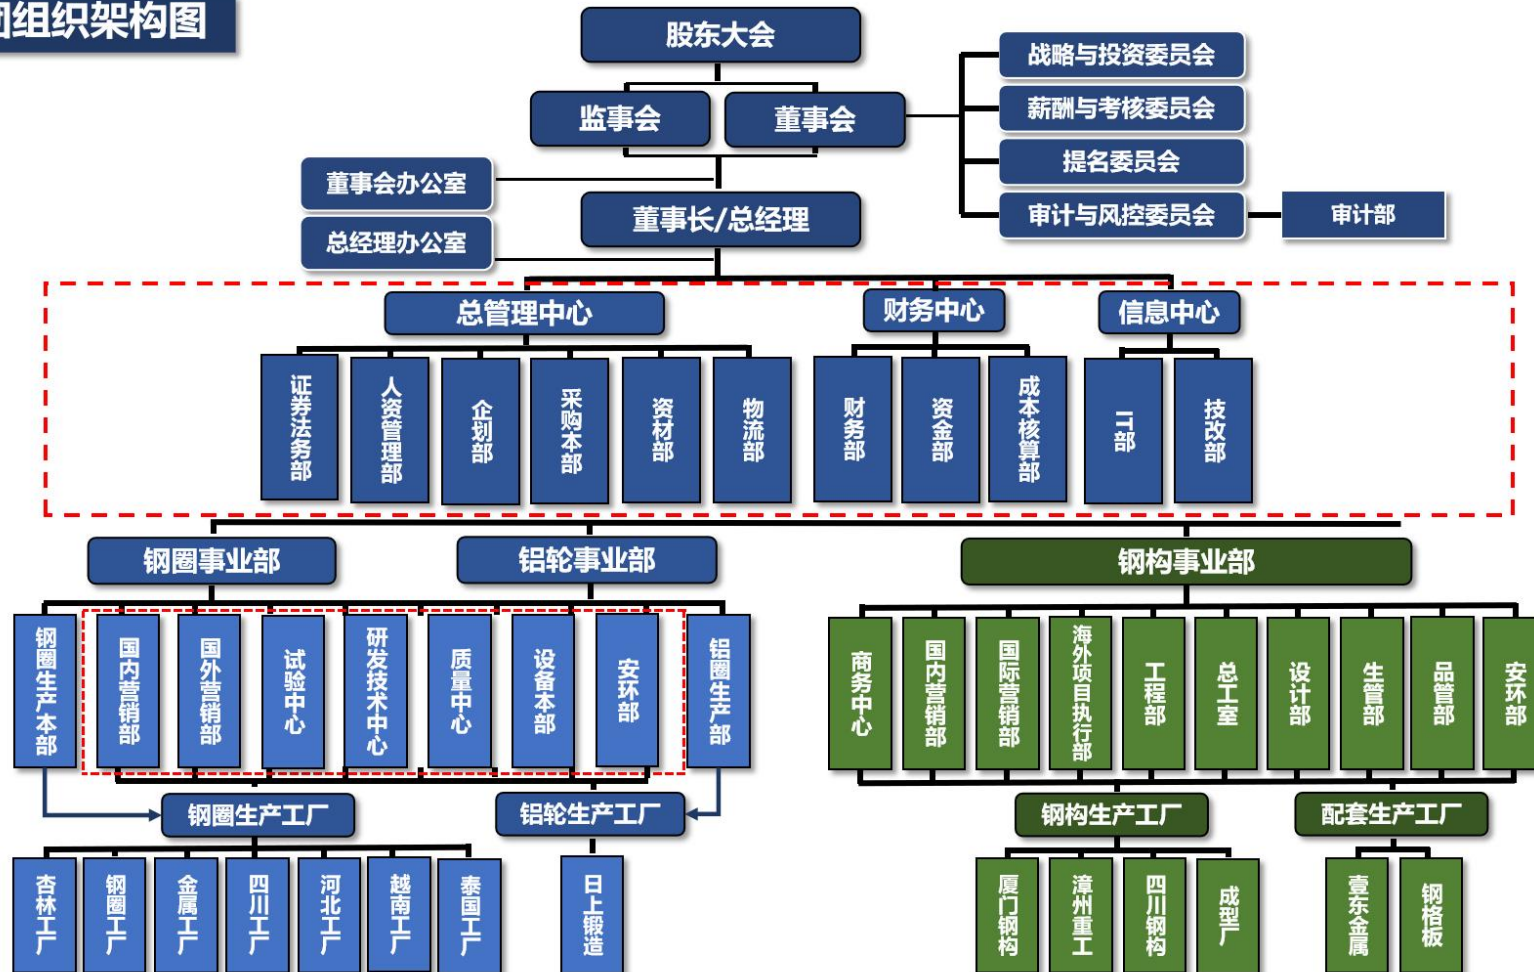 组织架构图
股东大会
监事会
董事会
战略与投资委员会
薪酬与考核委员会
提名委员会
审计与风控委员会
审计部
董事会办公室
总经理办公室
董事长/总经理
总管理中心
财务中心
信息中心
证券法务部
人资管理部
企划部
采购本部
资材部
物流部
财务部
资金部
成本核算部
IT部
技改部
钢圈事业部
铝轮事业部
钢构事业部
钢圈生产本部
国内营销部
国外营销部
试验中心
研发技术中心
质量中心
设备本部
安环部
铝圈生产部
商务中心
国内营销部
国际营销部
海外项目执行部
工程部
总工室
设计部
生管部
品管部
安环部
钢圈生产工厂
铝轮生产工厂
钢构生产工厂
配套生产工厂
杏林工厂
钢圈工厂
金属工厂
四川工厂
河北工厂
越南工厂
泰国工厂
日上锻造
厦门钢构
漳州重工
四川钢构
成型厂
壹东金属
钢格板